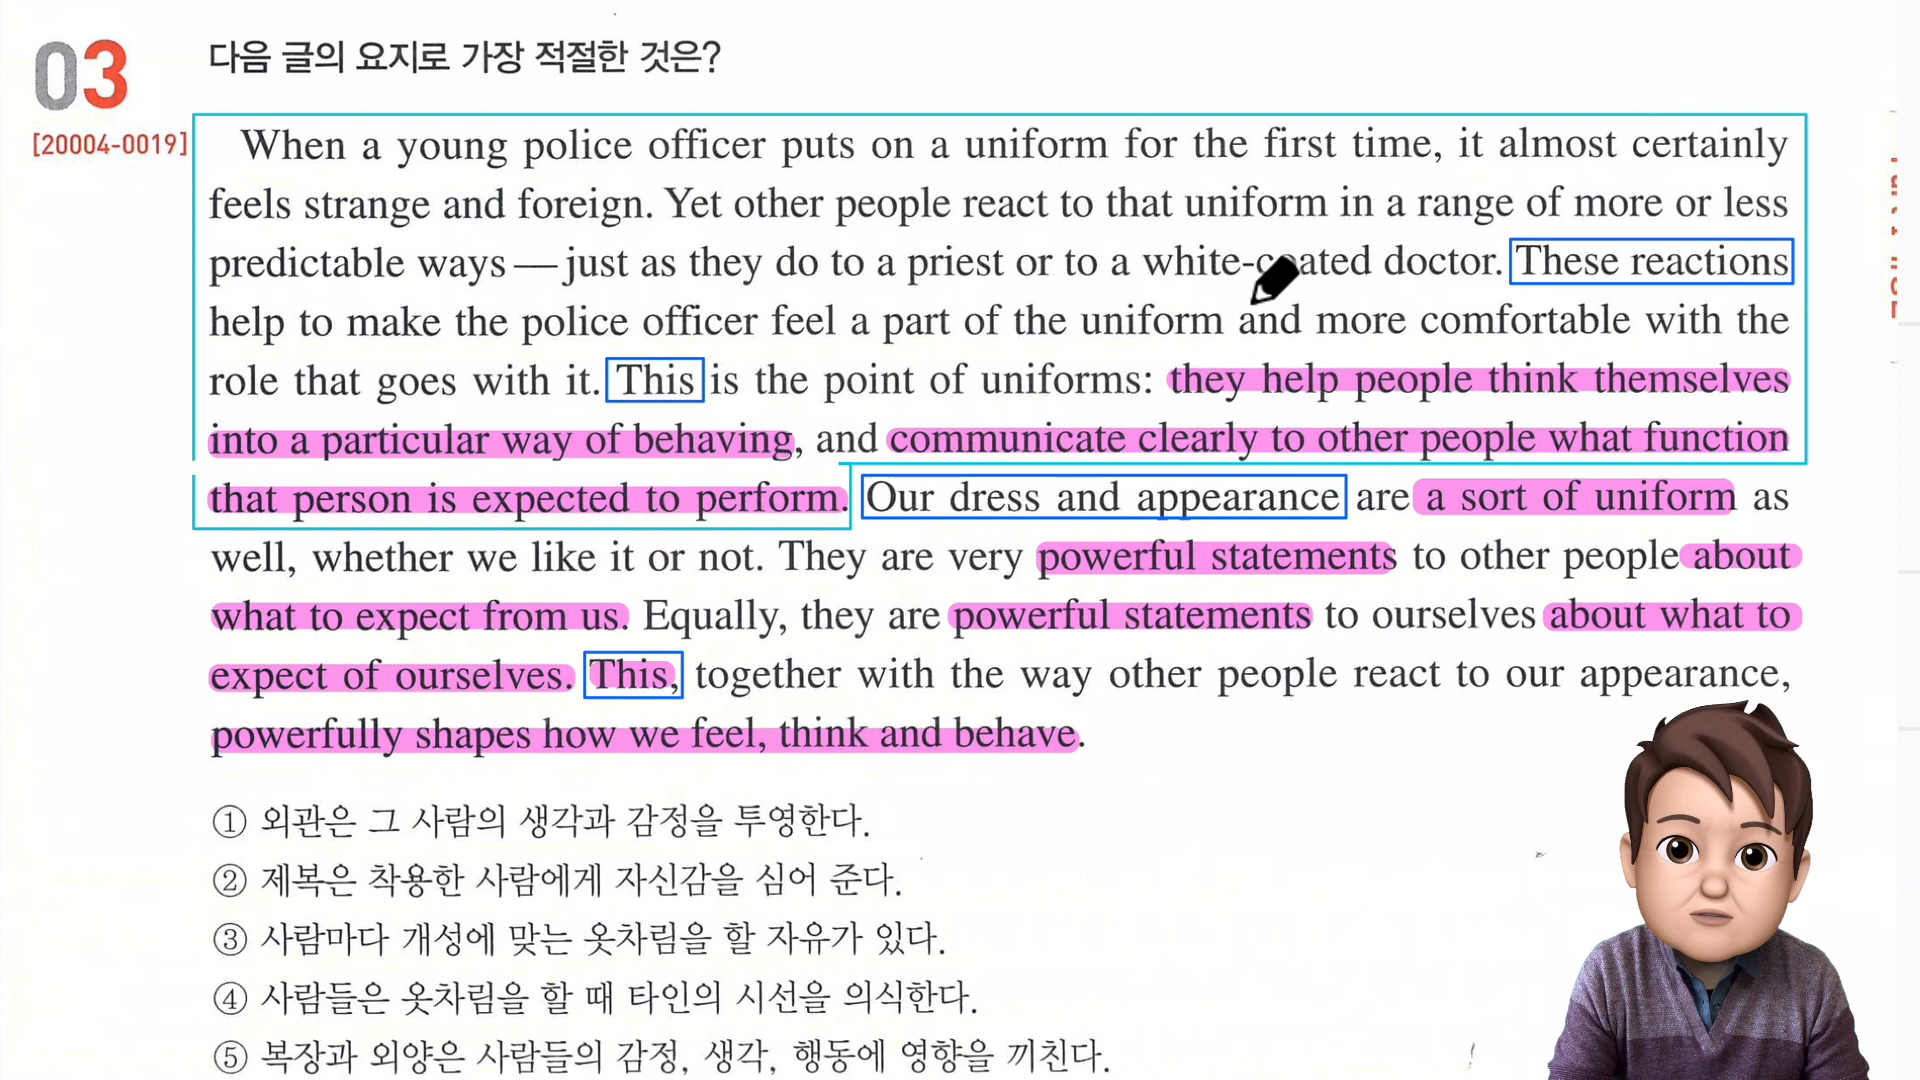 03
다음 글의 요지로 가장 적절한 것은?
[20004-0019]
When a young police officer puts on a uniform for the first time, it almost certainly
feels strange and foreign. Yet other people react to that uniform in a range of more or less
predictable ways — just as they do to a priest or to a white-coated doctor. These reactions
help to make the police officer feel a part of the uniform and more comfortable with the
role that goes with it. This is the point of uniforms: they help people think themselves
into a particular way of behaving, and communicate clearly to other people what function
that person is expected to perform. Our dress and appearance are a sort of uniform as
well, whether we like it or not. They are very powerful statements to other people about
what to expect from us. Equally, they are powerful statements to ourselves about what to
expect of ourselves. This, together with the way other people react to our appearance,
powerfully shapes how we feel, think and behave.
① 외관은 그 사람의 생각과 감정을 투영한다.
② 제복은 착용한 사람에게 자신감을 심어 준다.
③ 사람마다 개성에 맞는 옷차림을 할 자유가 있다.
④ 사람들은 옷차림을 할 때 타인의 시선을 의식한다.
⑤ 복장과 외양은 사람들의 감정, 생각, 행동에 영향을 끼친다.